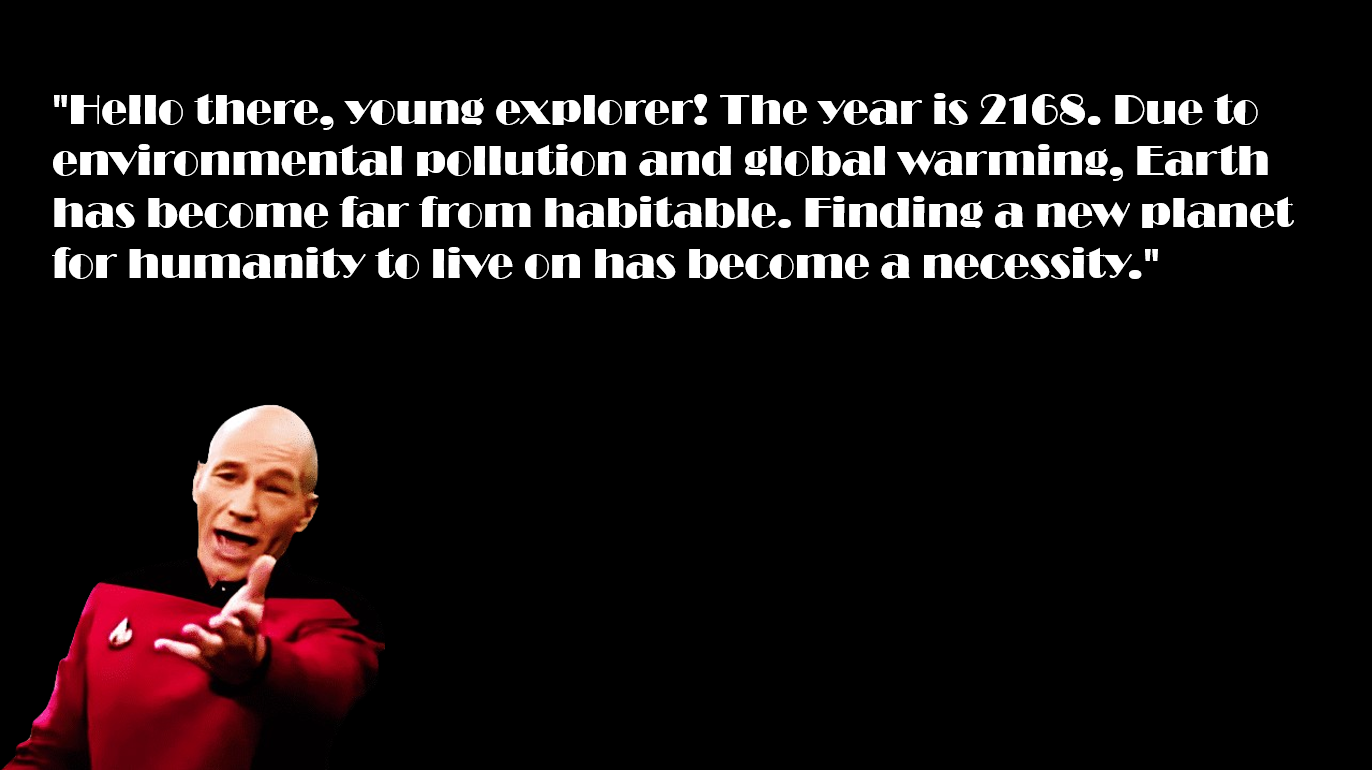 "Hello there, young explorer! The year is 2168. Due to
environmental pollution and global warming, Earth
has become far from habitable. Finding a new planet
for humanity to live on has become a necessity."